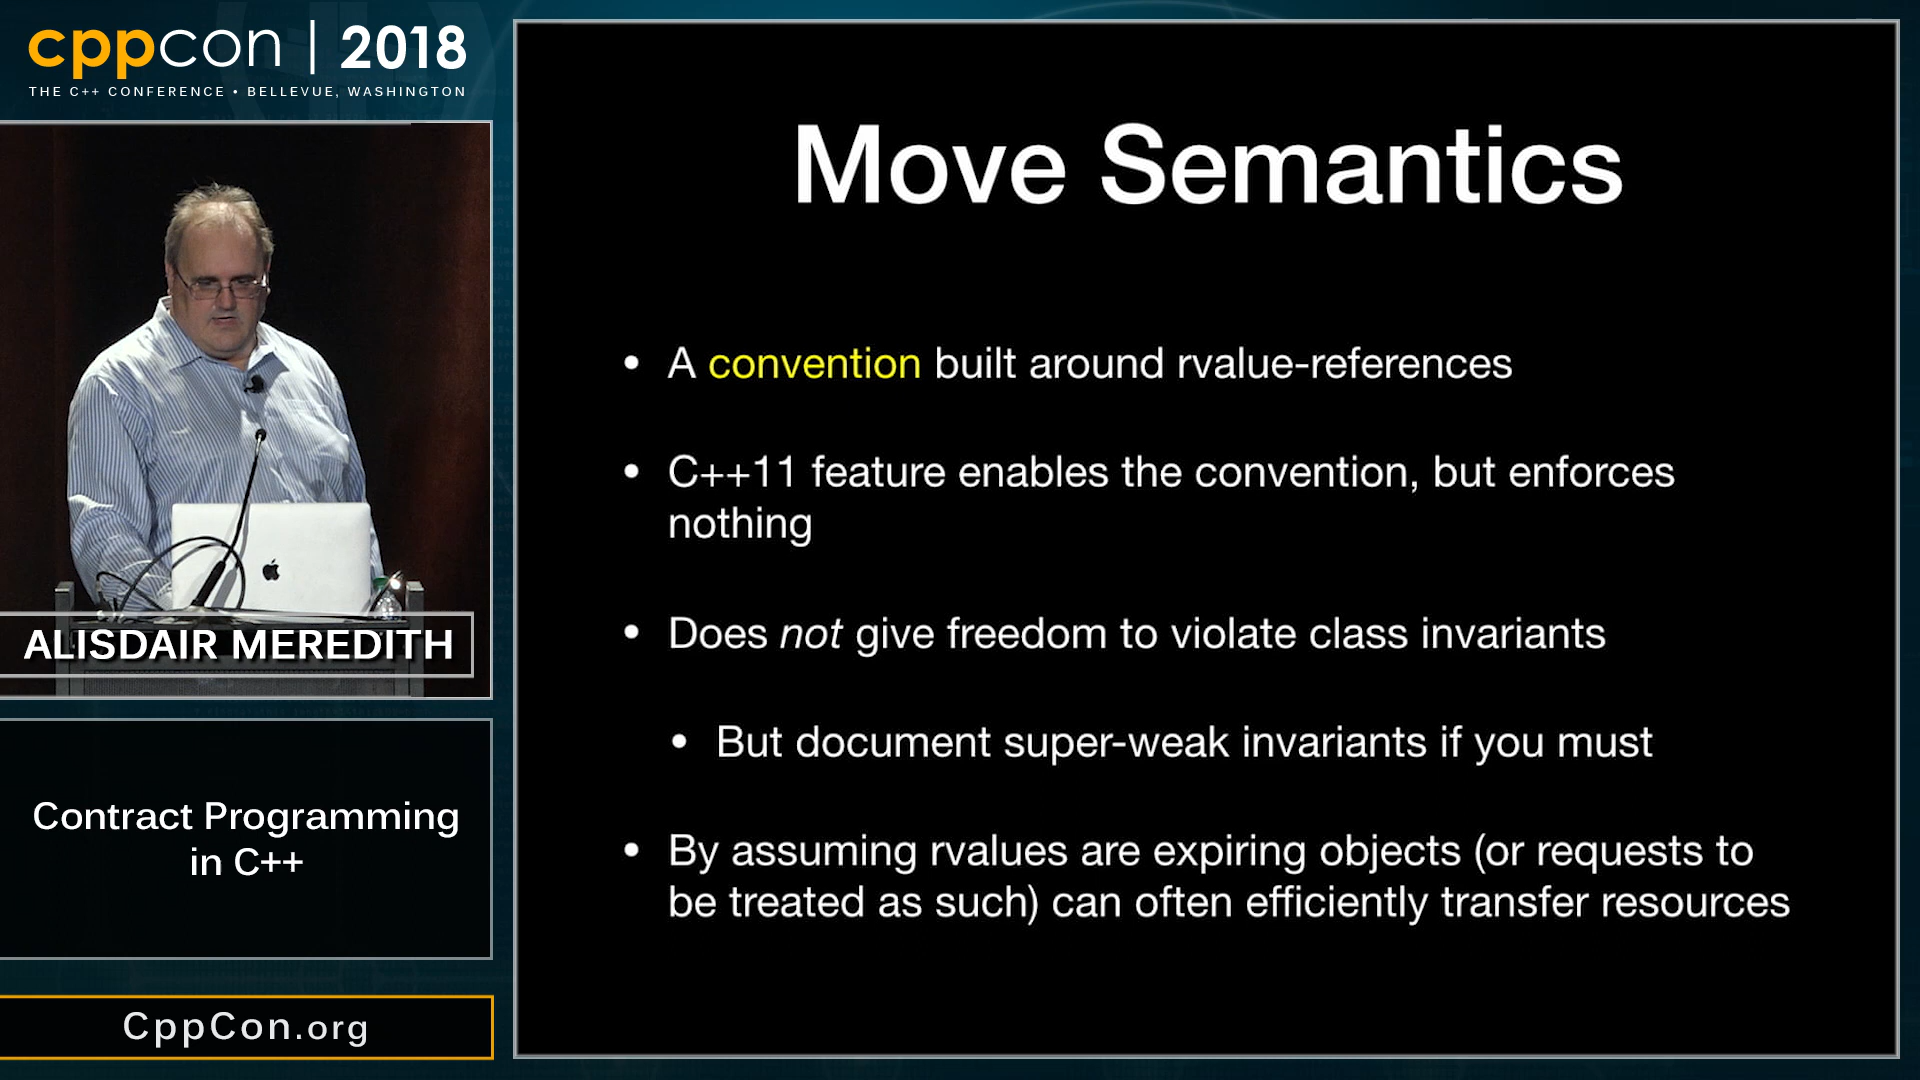 cppcon | 2018
THE C++ CONFERENCE • BELLEVUE, WASHINGTON
ALISDAIR MEREDITH
Contract Programming
in C++
CppCon.org
Move Semantics
• A convention built around rvalue-references
• C++11 feature enables the convention, but enforces
nothing
• Does not give freedom to violate class invariants
• But document super-weak invariants if you must
• By assuming rvalues are expiring objects (or requests to
be treated as such) can often efficiently transfer resources